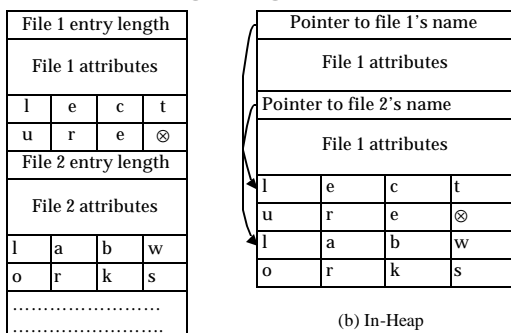 File 1 entry length
File 1 attributes
l e c t
u r e ⊗
File 2 entry length
File 2 attributes
l a b w
o r k s
........................
........................
Pointer to file 1's name
File 1 attributes
Pointer to file 2's name
File 1 attributes
l e c t
u r e ⊗
l a b w
o r k s
(b) In-Heap